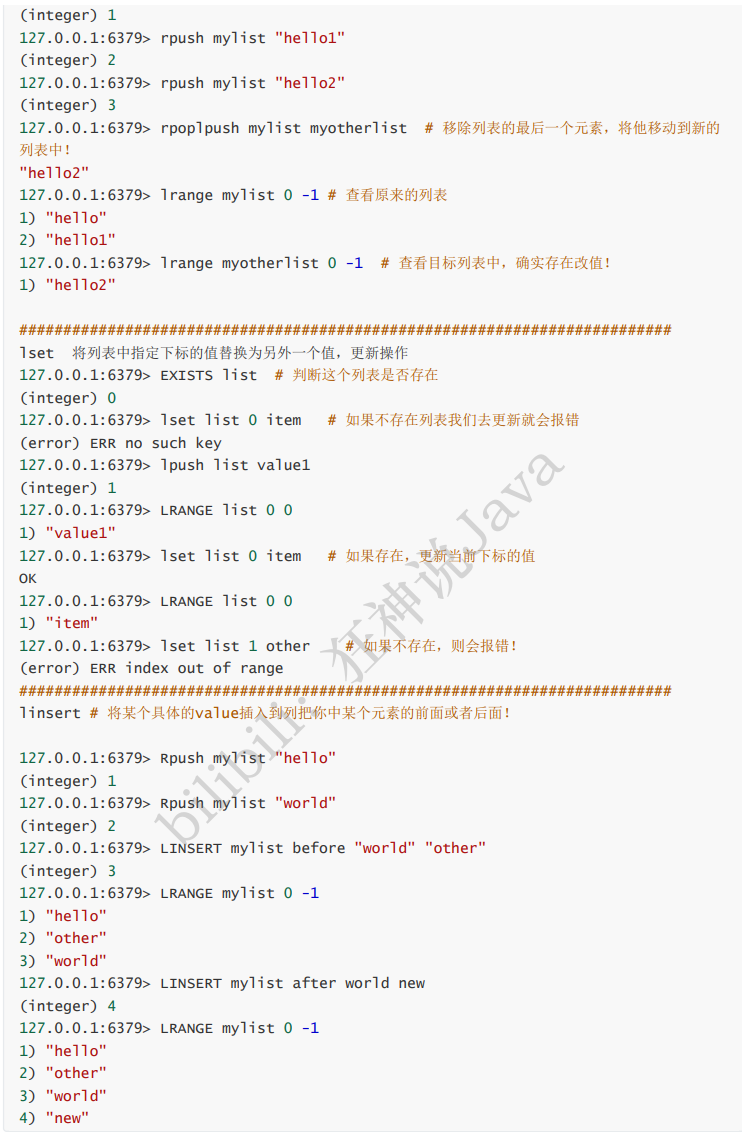 (integer) 1
127.0.0.1:6379> rpush mylist "hello1"
(integer) 2
127.0.0.1:6379> rpush mylist "hello2"
(integer) 3
127.0.0.1:6379> rpoplpush mylist myotherlist  # 移除列表的最后一个元素，将他移动到新的
列表中！
"hello2"
127.0.0.1:6379> lrange mylist 0 -1 # 查看原来的列表
1) "hello"
2) "hello1"
127.0.0.1:6379> lrange myotherlist 0 -1  # 查看目标列表中，确实存在改值！
1) "hello2"
##########################################################################
lset  将列表中指定下标的值替换为另外一个值，更新操作
127.0.0.1:6379> EXISTS list  # 判断这个列表是否存在
(integer) 0
127.0.0.1:6379> lset list 0 item   # 如果不存在列表我们去更新就会报错
(error) ERR no such key
127.0.0.1:6379> lpush list value1
(integer) 1
127.0.0.1:6379> LRANGE list 0 0
1) "value1"
127.0.0.1:6379> lset list 0 item   # 如果存在，更新当前下标的值
OK
127.0.0.1:6379> LRANGE list 0 0
1) "item"
127.0.0.1:6379> lset list 1 other    # 如果不存在，则会报错！
(error) ERR index out of range
##########################################################################
linsert # 将某个具体的value插入到列把你中某个元素的前面或者后面！
127.0.0.1:6379> Rpush mylist "hello"
(integer) 1
127.0.0.1:6379> Rpush mylist "world"
(integer) 2
127.0.0.1:6379> LINSERT mylist before "world" "other"
(integer) 3
127.0.0.1:6379> LRANGE mylist 0 -1
1) "hello"
2) "other"
3) "world"
127.0.0.1:6379> LINSERT mylist after world new
(integer) 4
127.0.0.1:6379> LRANGE mylist 0 -1
1) "hello"
2) "other"
3) "world"
4) "new"
bilibili：狂神说Java